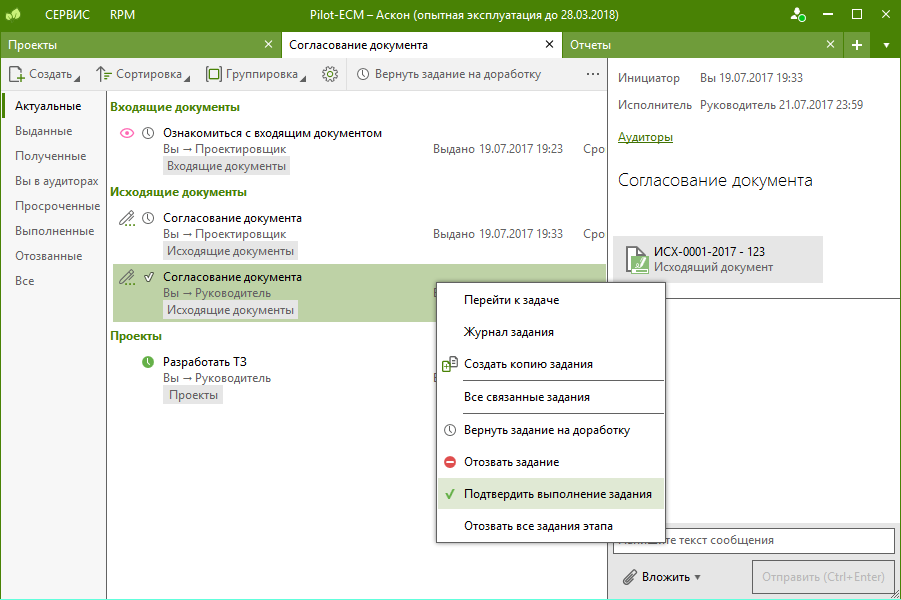 СЕРВИС RPM Pilot-ECM – Аскон (опытная эксплуатация до 28.03.2018)
Проекты Согласование документа Отчеты
Создать Сортировка Группировка Вернуть задание на доработку
Актуальные
Выданные
Полученные
Вы в аудиторах
Просроченные
Выполненные
Отозванные
Все
Входящие документы
Ознакомиться с входящим документом
Вы → Проектировщик Выдано 19.07.2017 19:23 Сро
Входящие документы
Исходящие документы
Согласование документа
Вы → Проектировщик Выдано 19.07.2017 19:33 Сро
Исходящие документы
Согласование документа
Вы → Руководитель
Исходящие документы
Проекты
Разработать ТЗ
Вы → Руководитель
Проекты
Перейти к задаче
Журнал задания
Создать копию задания
Все связанные задания
Вернуть задание на доработку
Отозвать задание
Подтвердить выполнение задания
Отозвать все задания этапа
Инициатор Вы 19.07.2017 19:33
Исполнитель Руководитель 21.07.2017 23:59
Аудиторы
Согласование документа
ИСХ-0001-2017 - 123
Исходящий документ
текст сообщения
Вложить Отправить (Ctrl+Enter)